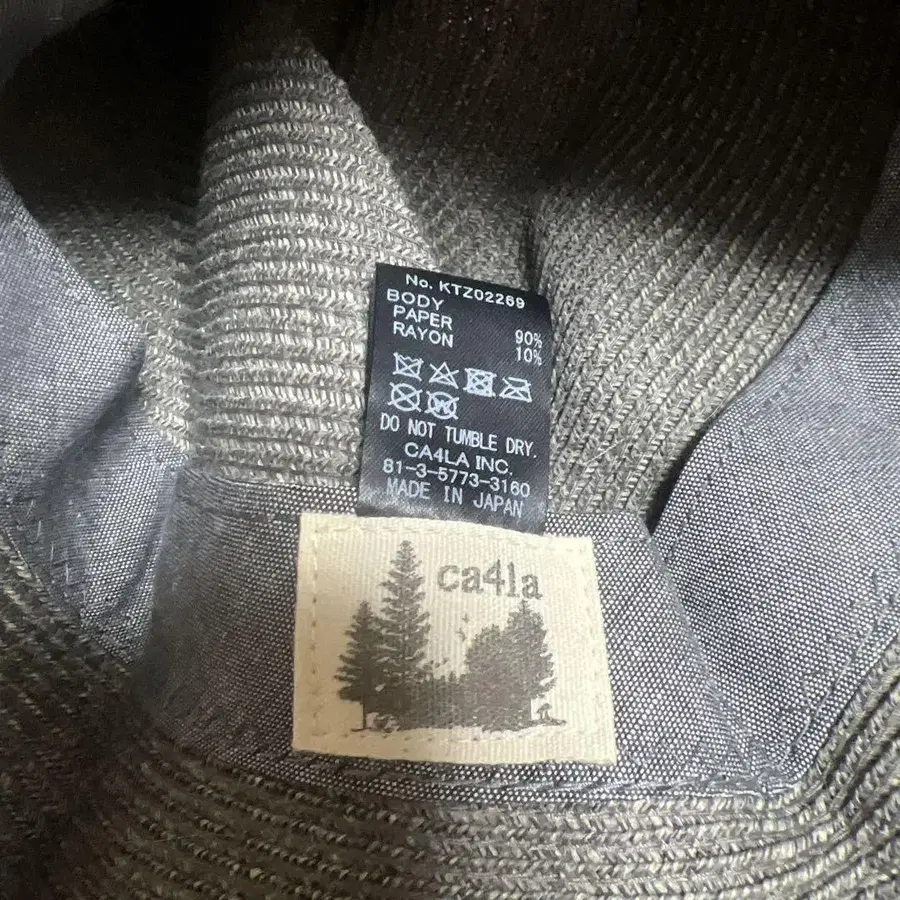 No. KTZ02269
BODY
PAPER 90%
RAYON 10%
DO NOT TUMBLE DRY.
CA4LA INC.
81-3-5773-3160
MADE IN JAPAN
ca4la